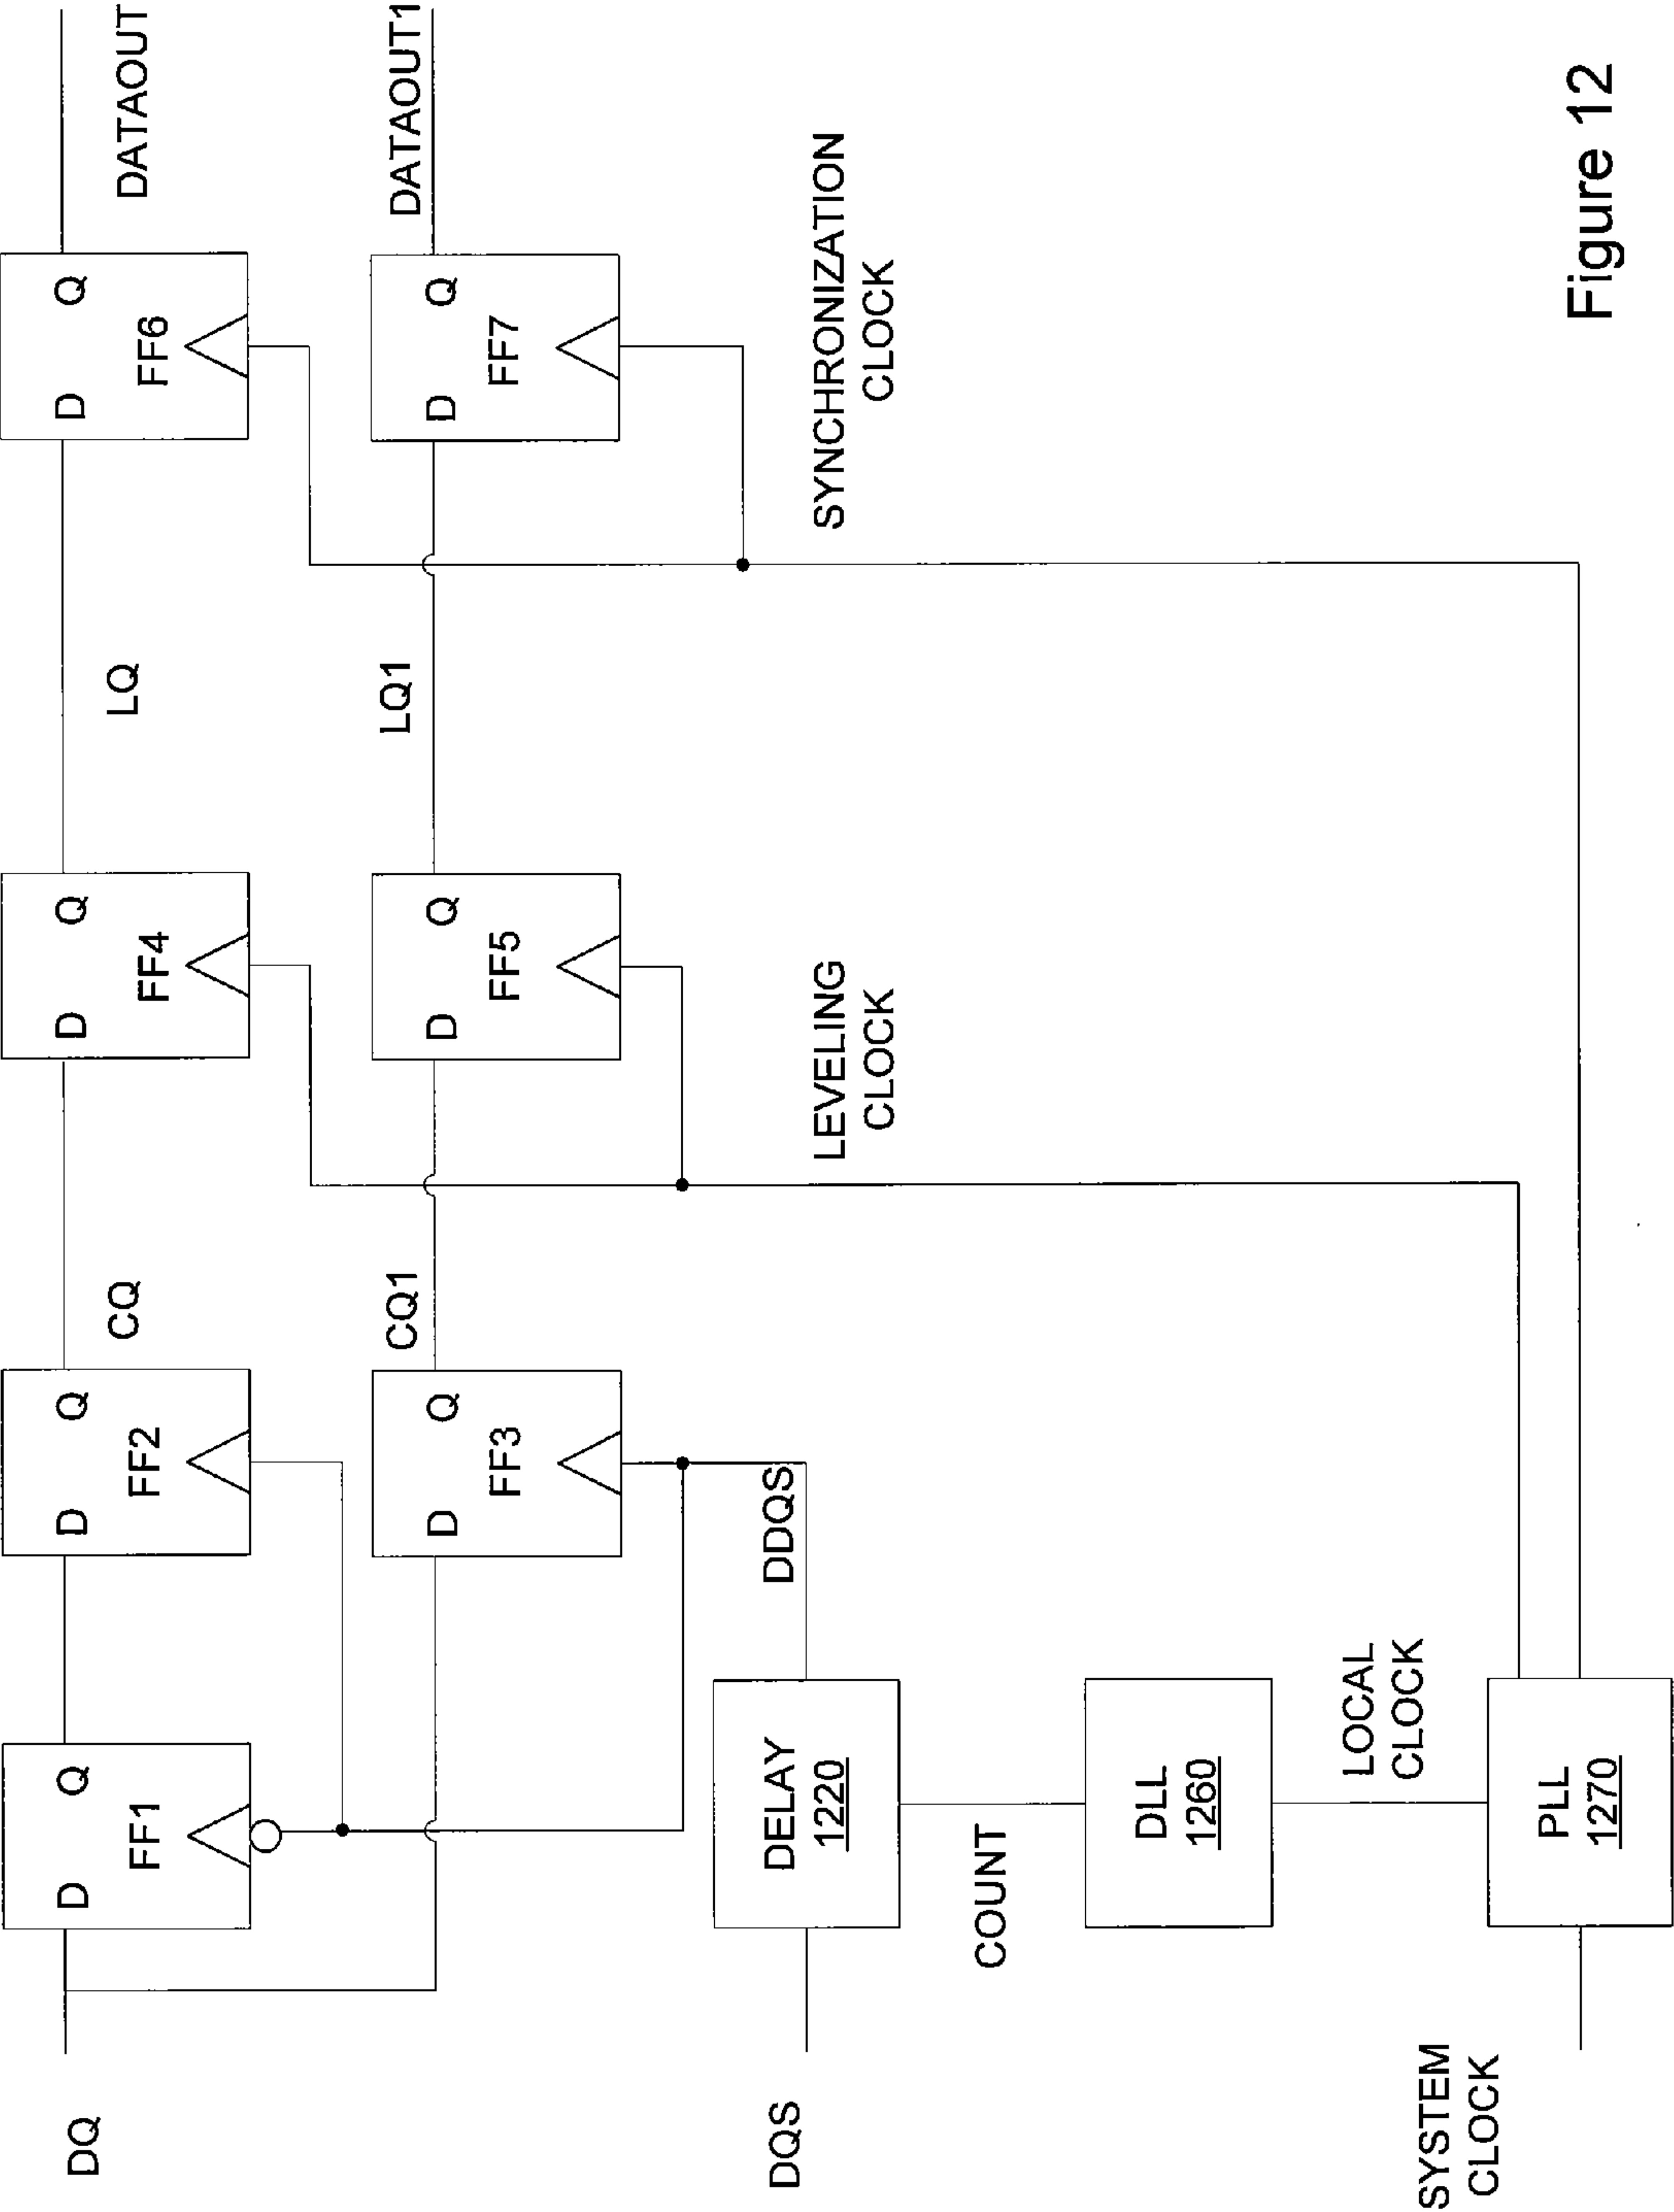 DQ
D Q
FF1
D Q
FF2
CQ
D Q
FF4
LQ
D Q
FF6
DATAOUT
D Q
FF3
CQ1
D Q
FF5
LQ1
D Q
FF7
DATAOUT1
DQS
DELAY
1220
DDQS
LEVELING
CLOCK
SYNCHRONIZATION
CLOCK
COUNT
DLL
1260
LOCAL
CLOCK
SYSTEM
CLOCK
PLL
1270
Figure 12